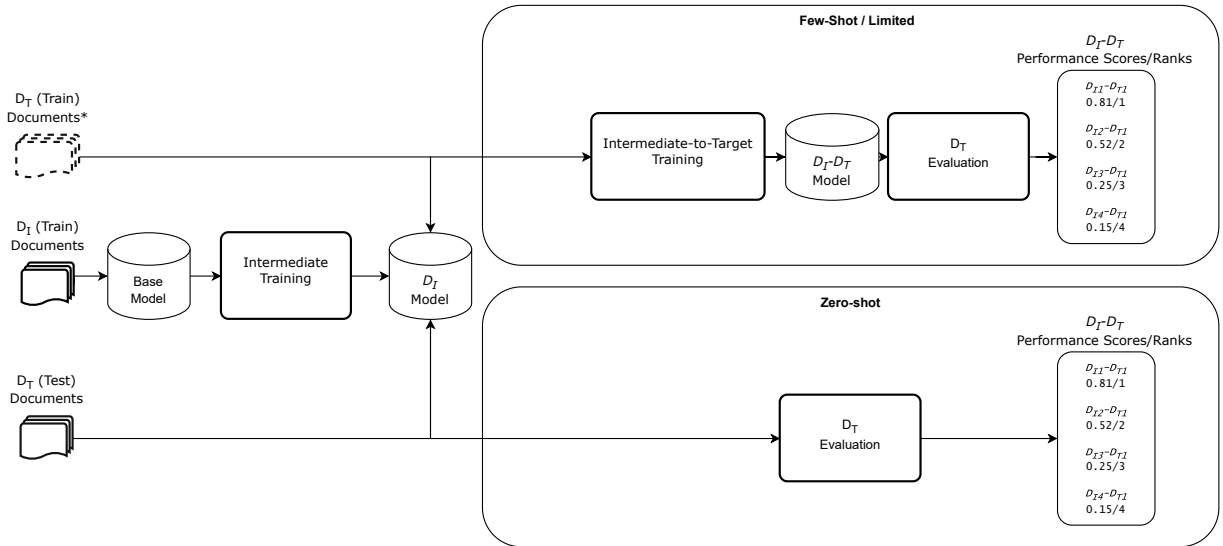 Few-Shot / Limited
D_I-D_T
Performance Scores/Ranks
D_T (Train)
Documents*
Intermediate-to-Target
Training
D_I-D_T
Model
D_T
Evaluation
D_I1-D_T1
0.81/1
D_I2-D_T1
0.52/2
D_I3-D_T1
0.25/3
D_I4-D_T1
0.15/4
D_I (Train)
Documents
Base
Model
Intermediate
Training
D_I
Model
Zero-shot
D_I-D_T
Performance Scores/Ranks
D_T (Test)
Documents
D_T
Evaluation
D_I1-D_T1
0.81/1
D_I2-D_T1
0.52/2
D_I3-D_T1
0.25/3
D_I4-D_T1
0.15/4